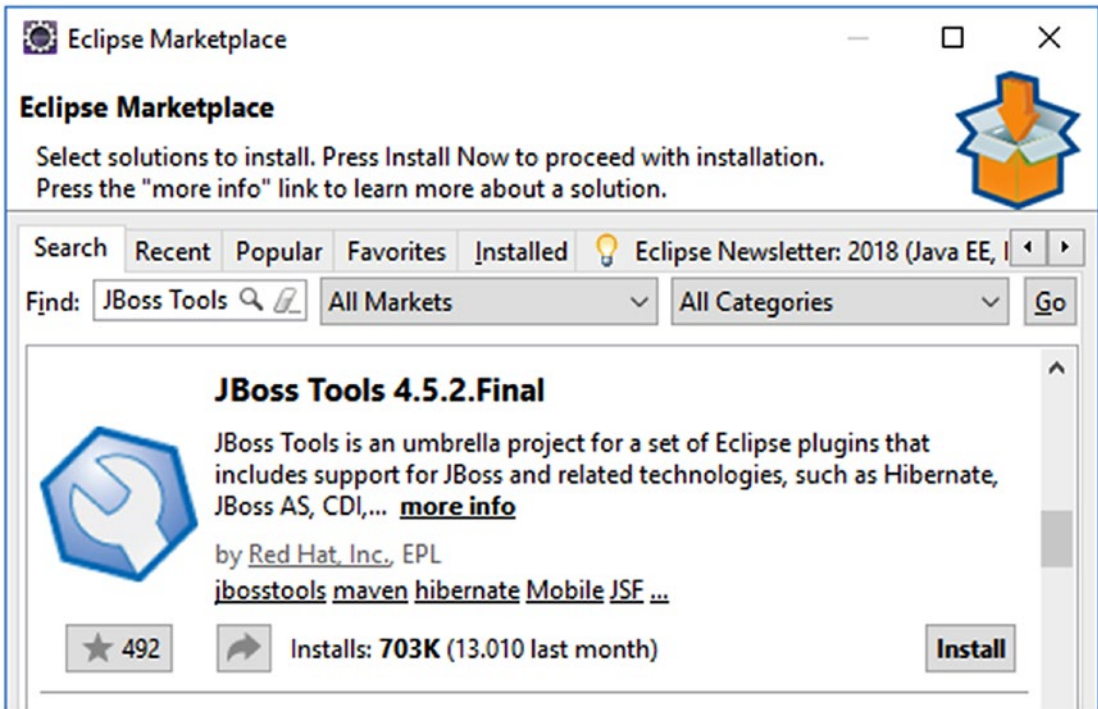 Eclipse Marketplace
Eclipse Marketplace
Select solutions to install. Press Install Now to proceed with installation.
Press the "more info" link to learn more about a solution.
Search Recent Popular Favorites Installed Eclipse Newsletter: 2018 (Java EE,
Find: JBoss Tools All Markets All Categories Go
JBoss Tools 4.5.2.Final
JBoss Tools is an umbrella project for a set of Eclipse plugins that
includes support for JBoss and related technologies, such as Hibernate,
JBoss AS, CDI,... more info
by Red Hat, Inc., EPL
jbosstools maven hibernate Mobile JSF ...
492 Installs: 703K (13.010 last month) Install